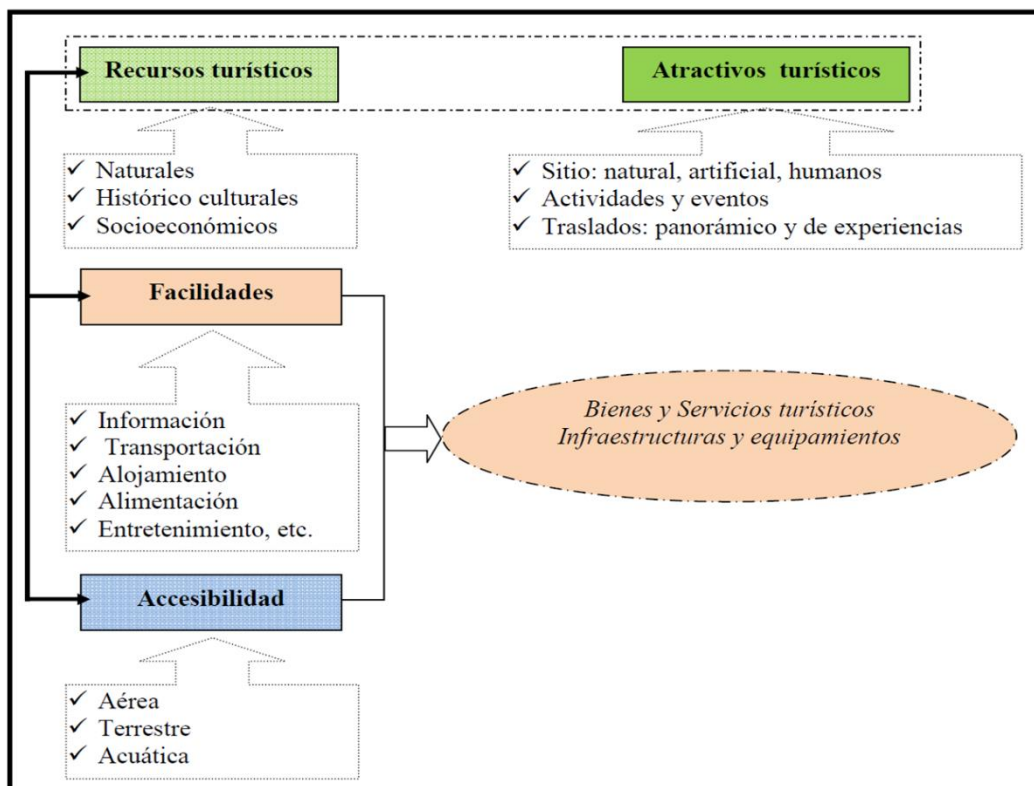 Recursos turísticos
Atractivos turísticos
✓ Naturales
✓ Histórico culturales
✓ Socioeconómicos
✓ Sitio: natural, artificial, humanos
✓ Actividades y eventos
✓ Traslados: panorámico y de experiencias
Facilidades
✓ Información
✓ Transportación
✓ Alojamiento
✓ Alimentación
✓ Entretenimiento, etc.
Bienes y Servicios turísticos
Infraestructuras y equipamientos
Accesibilidad
✓ Aérea
✓ Terrestre
✓ Acuática